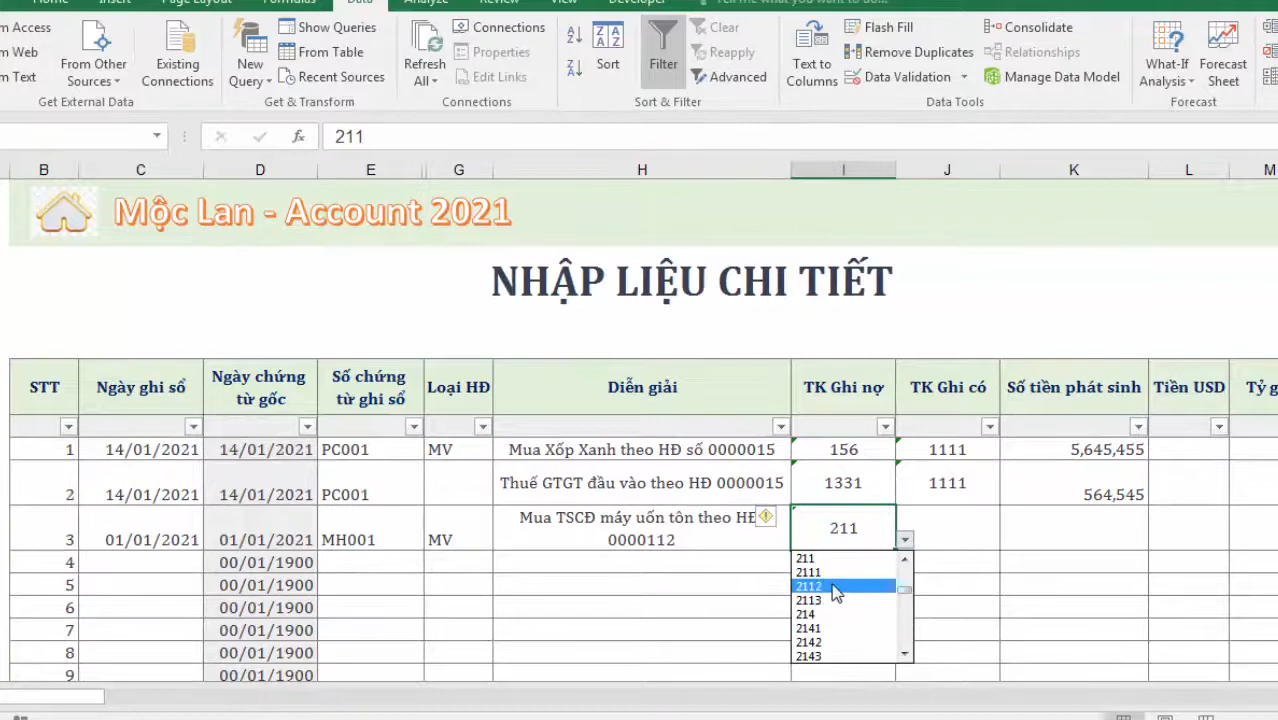 Home Page Layout Formulas Data Analyze Review View Developer Tell me what you want to do...
m Access
Show Queries
Connections
Clear
Flash Fill
Consolate
m Web
From Table
Properties
Reapply
Remove Duplicates
Relationships
m Text
From Other
Sources
Existing
Connections
New
Query
Recent Sources
Refresh
All
Edit Links
Sort
Filter
Advanced
Text to
Columns
Data Validation
Manage Data Model
What-If
Analysis
Forecast
Sheet
Get External Data
Get & Transform
Connections
Sort & Filter
Data Tools
Forecast
fx 211
B C D E G H I J K L M
Mộc Lan - Account 2021
NHẬP LIỆU CHI TIẾT
STT Ngày ghi sổ Ngày chứng từ gốc Số chứng từ ghi sổ Loại HĐ Diễn giải TK Ghi nợ TK Ghi có Số tiền phát sinh Tiền USD Tỷ g
1 14/01/2021 14/01/2021 PC001 MV Mua Xốp Xanh theo HĐ số 0000015 156 1111 5,645,455
2 14/01/2021 14/01/2021 PC001 Thuế GTGT đầu vào theo HĐ 0000015 1331 1111 564,545
3 01/01/2021 01/01/2021 MH001 MV Mua TSCĐ máy uốn tôn theo HĐ
0000112 211
4 00/01/1900
5 00/01/1900
6 00/01/1900
7 00/01/1900
8 00/01/1900
9 00/01/1900
211
2111
2112
2113
214
2141
2142
2143